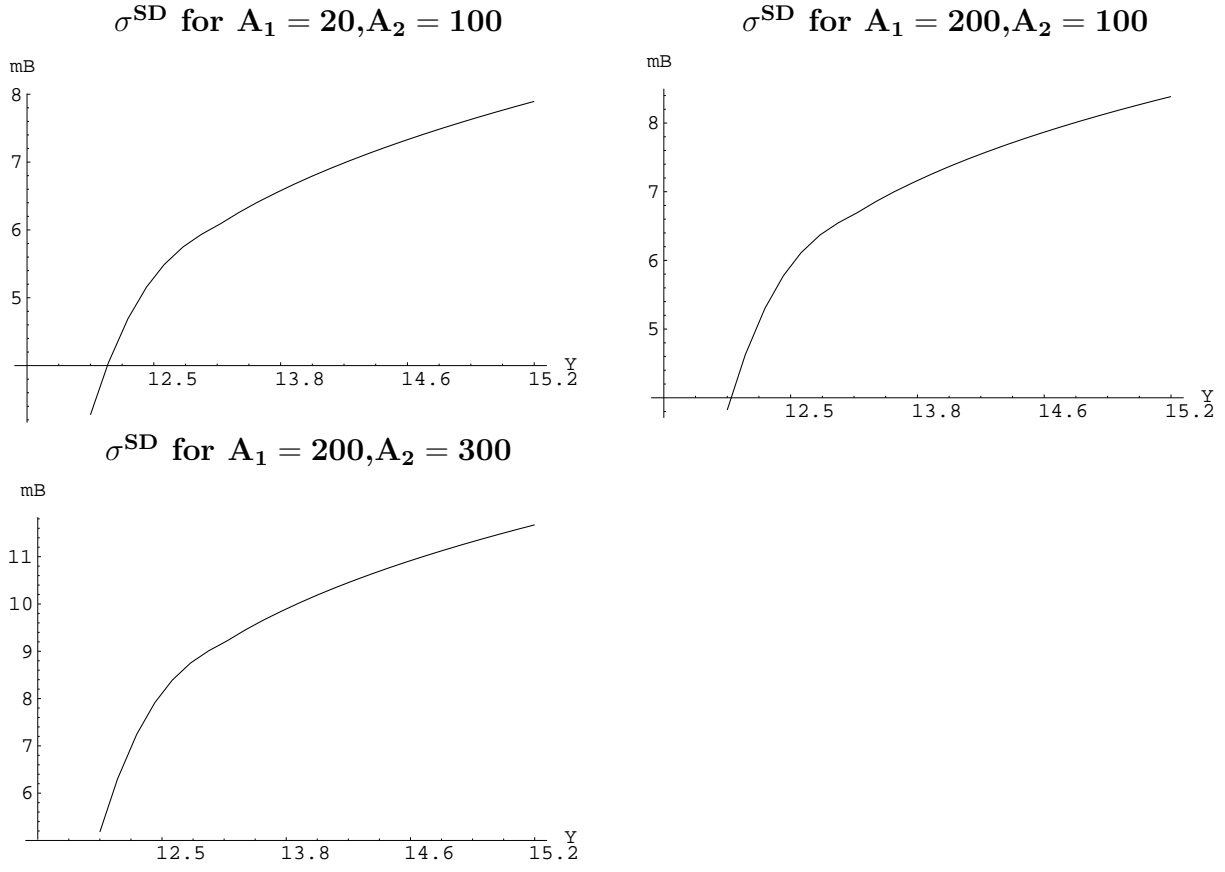 σ^SD for A₁ = 20,A₂ = 100
mB
8
7
6
5
Y
12.5 13.8 14.6 15.2
σ^SD for A₁ = 200,A₂ = 100
mB
8
7
6
5
Y
12.5 13.8 14.6 15.2
σ^SD for A₁ = 200,A₂ = 300
mB
11
10
9
8
7
6
Y
12.5 13.8 14.6 15.2